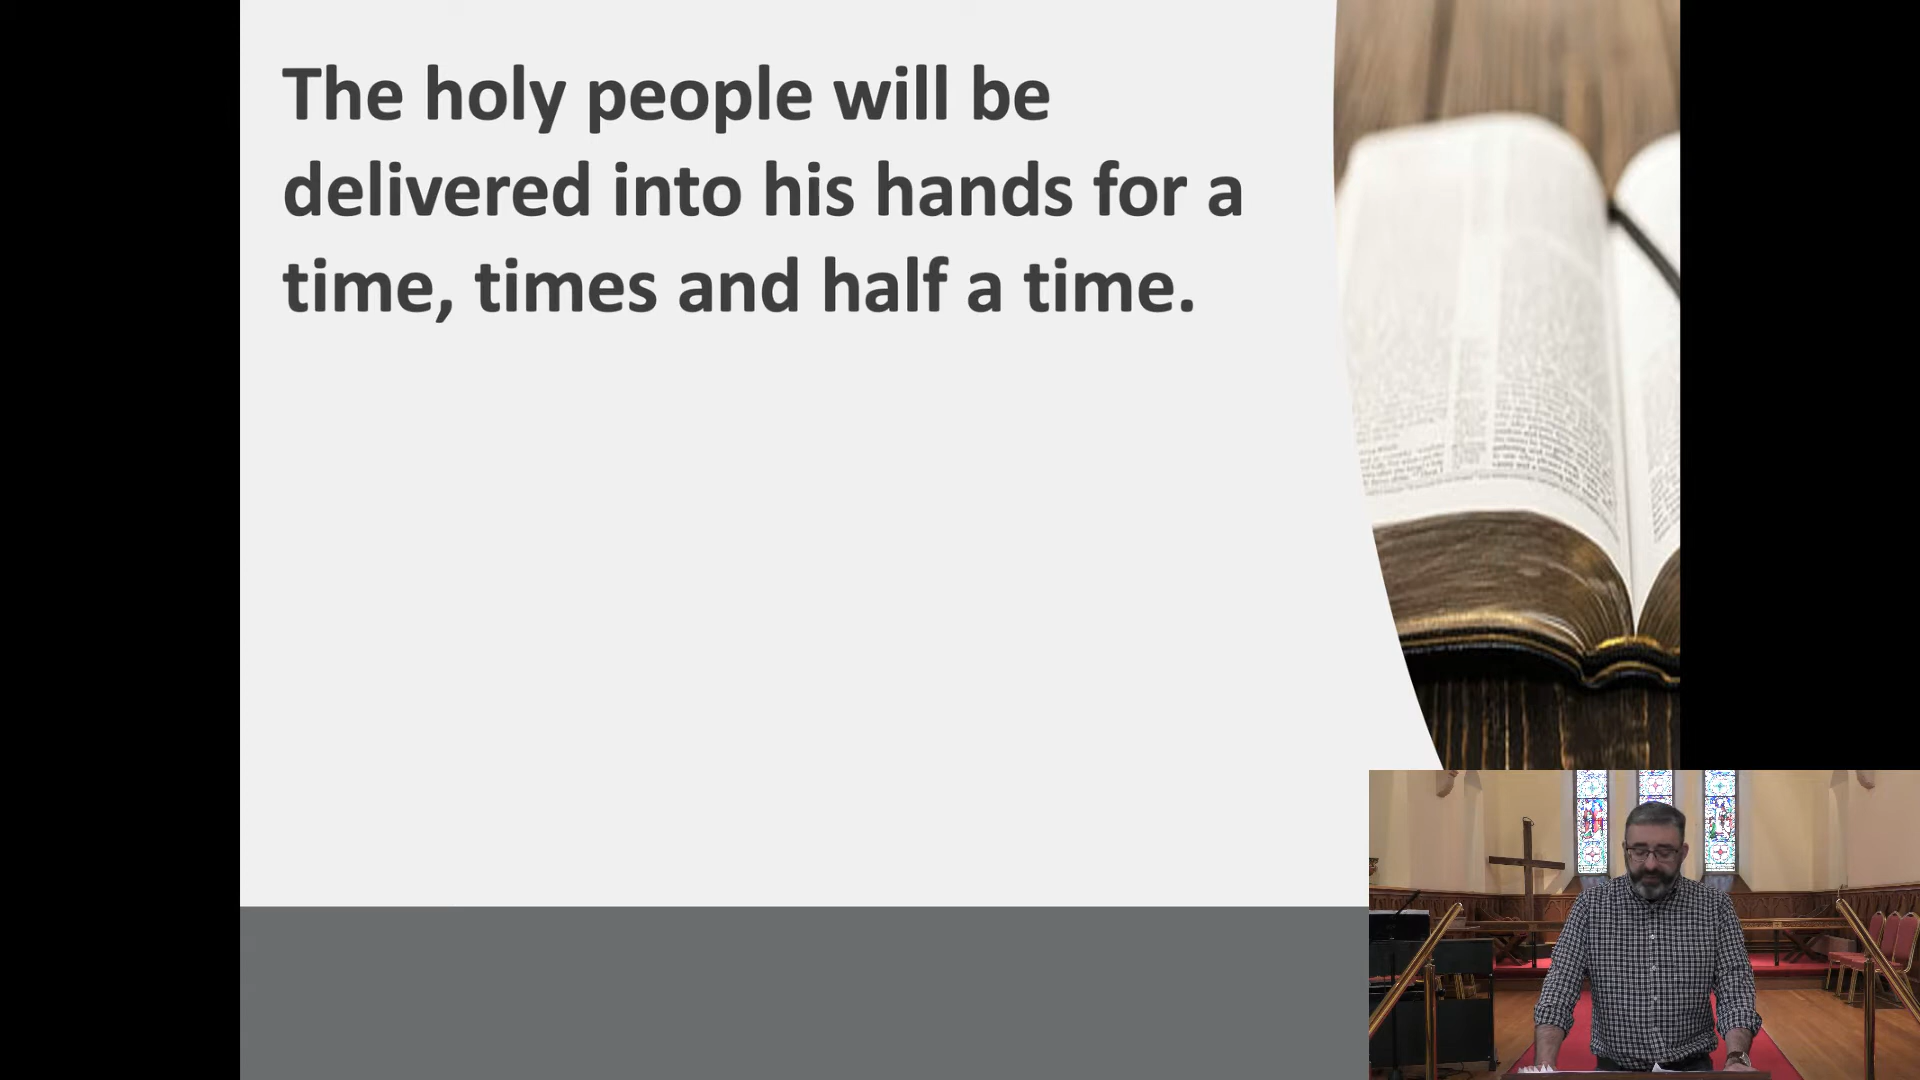 The holy people will be
delivered into his hands for a
time, times and half a time.